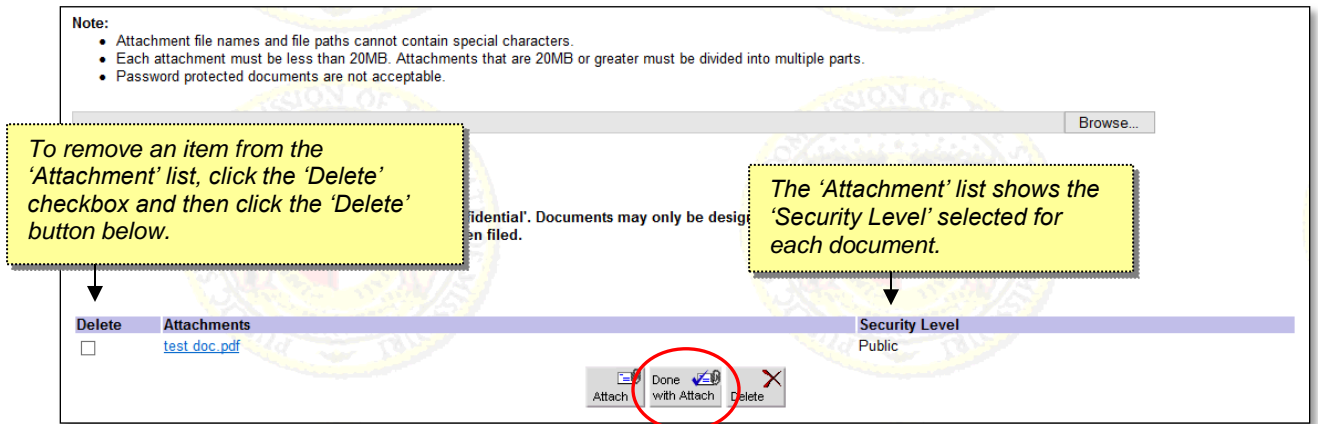 Note:
• Attachment file names and file paths cannot contain special characters.
• Each attachment must be less than 20MB. Attachments that are 20MB or greater must be divided into multiple parts.
• Password protected documents are not acceptable.
Browse...
To remove an item from the
‘Attachment’ list, click the ‘Delete’
checkbox and then click the ‘Delete’
button below.
The ‘Attachment’ list shows the
‘Security Level’ selected for
each document.
fidential'. Documents may only be desig
en filed.
Delete Attachments Security Level
test doc.pdf Public
Attach
Done
with Attach
Delete